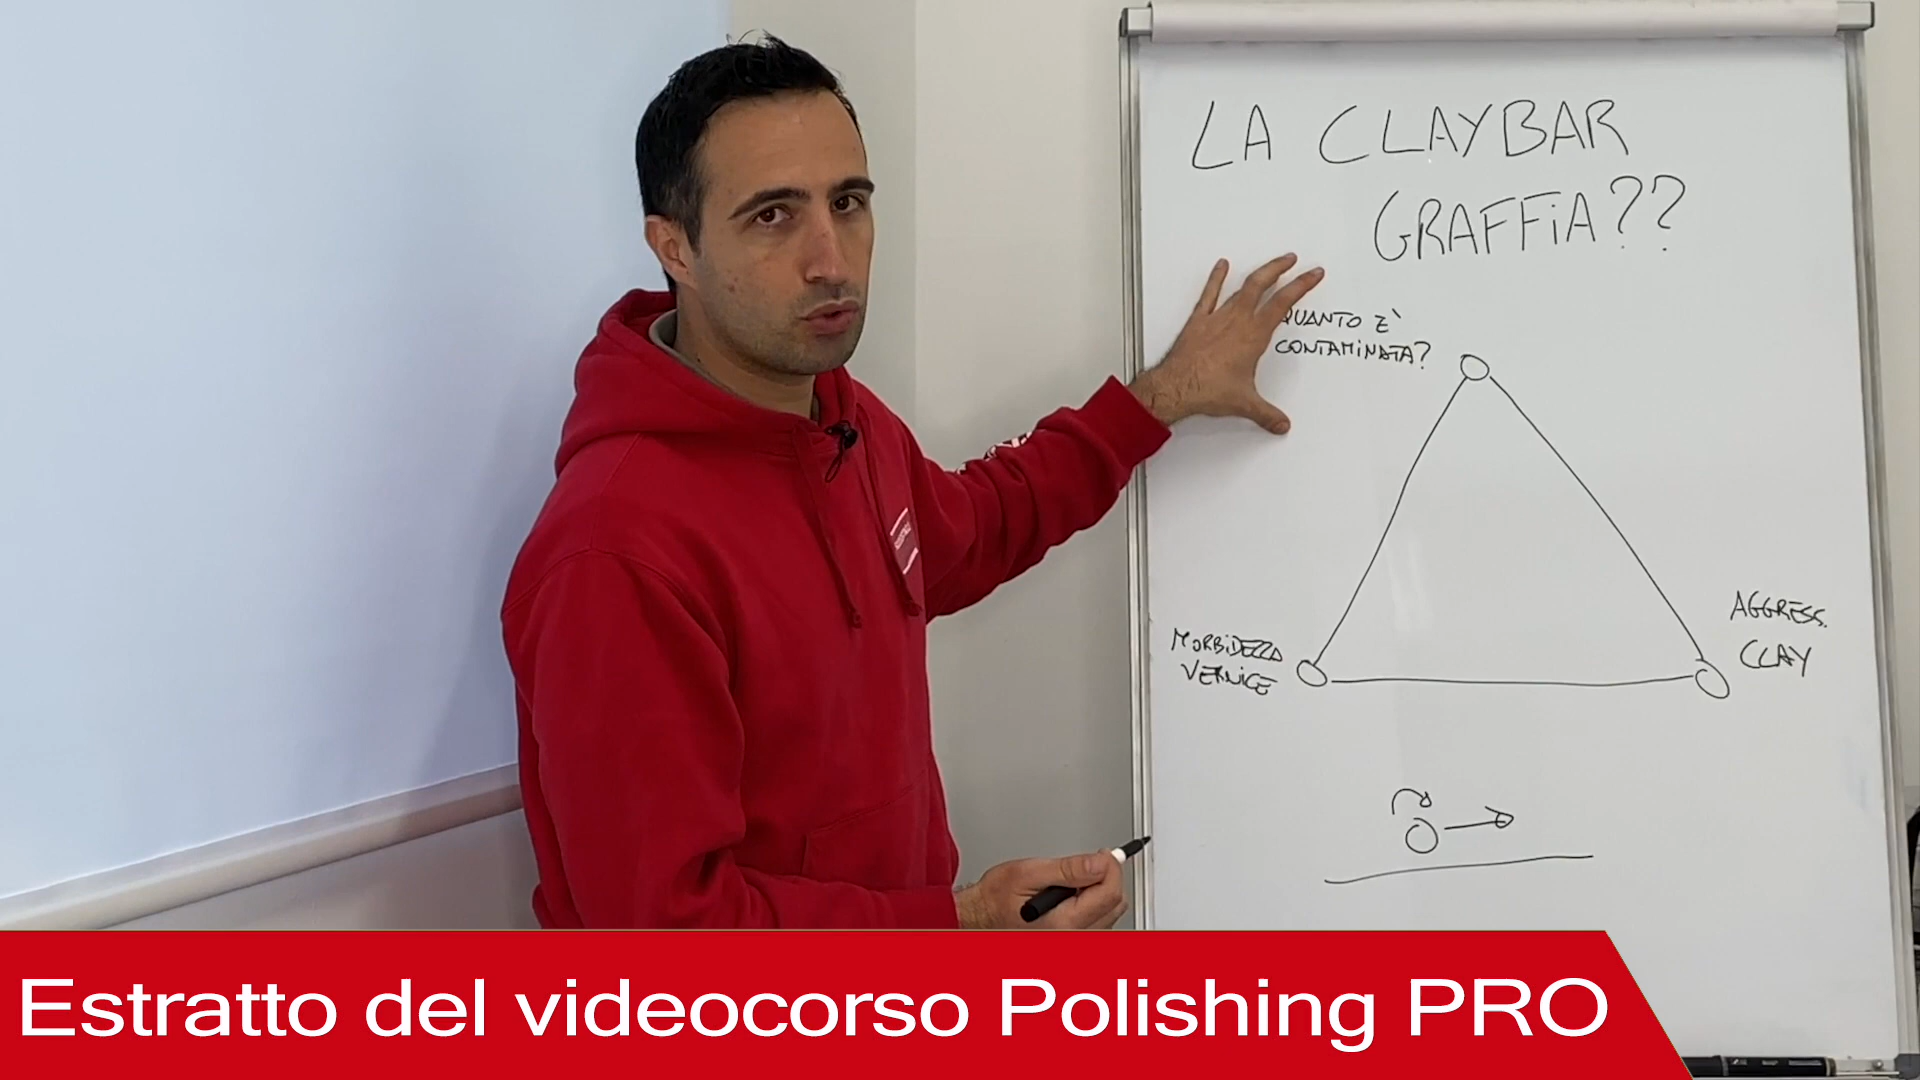 LA CLAYBAR
GRAFFiA??
QUANTO E'
CONTAMiNATA?
MORBiDEZZA
VERNiCE
AGGRESS.
CLAY
Estratto del videocorso Polishing PRO